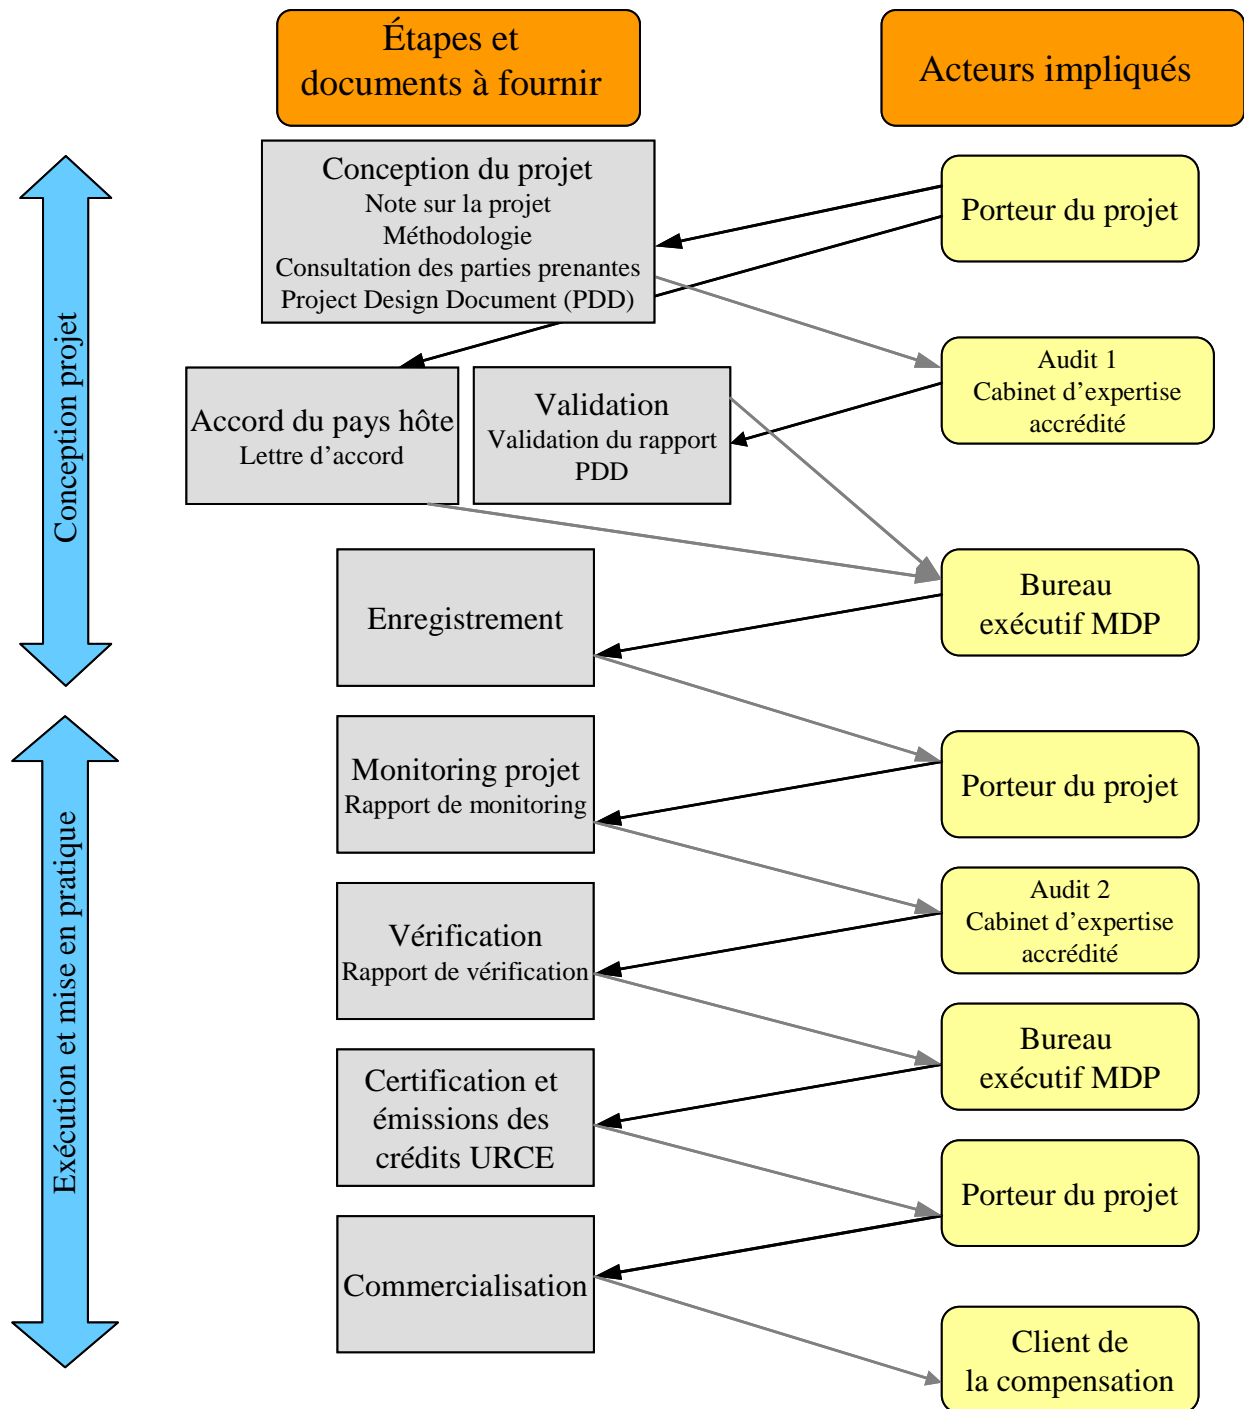 Étapes et
documents à fournir
Acteurs impliqués
Conception du projet
Note sur la projet
Méthodologie
Consultation des parties prenantes
Project Design Document (PDD)
Porteur du projet
Audit 1
Cabinet d’expertise
accrédité
Accord du pays hôte
Lettre d’accord
Validation
Validation du rapport
PDD
Conception projet
Enregistrement
Bureau
exécutif MDP
Monitoring projet
Rapport de monitoring
Porteur du projet
Vérification
Rapport de vérification
Audit 2
Cabinet d’expertise
accrédité
Exécution et mise en pratique
Certification et
émissions des
crédits URCE
Bureau
exécutif MDP
Porteur du projet
Commercialisation
Client de
la compensation